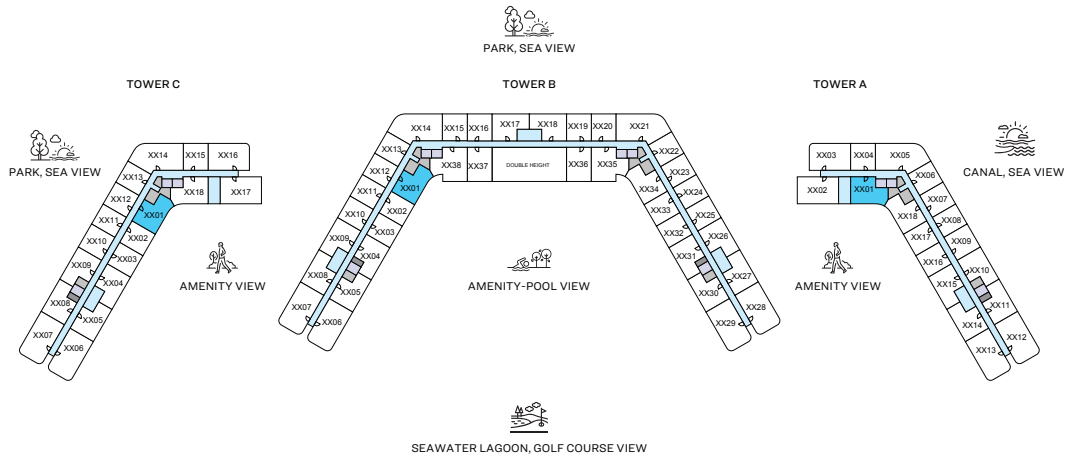 PARK, SEA VIEW
TOWER C
TOWER B
TOWER A
PARK, SEA VIEW
CANAL, SEA VIEW
XX14
XX15
XX16
XX13
XX12
XX11
XX10
XX09
XX08
XX07
XX06
XX05
XX04
XX03
XX02
XX01
XX18
XX17
XX14
XX15
XX16
XX17
XX18
XX19
XX20
XX21
XX13
XX12
XX11
XX10
XX09
XX08
XX07
XX06
XX05
XX04
XX03
XX02
XX01
XX38
XX37
DOUBLE HEIGHT
XX36
XX35
XX22
XX23
XX24
XX25
XX26
XX27
XX28
XX29
XX30
XX31
XX32
XX33
XX34
XX03
XX04
XX05
XX02
XX01
XX06
XX07
XX08
XX09
XX10
XX11
XX12
XX13
XX14
XX15
XX16
XX17
XX18
AMENITY VIEW
AMENITY-POOL VIEW
AMENITY VIEW
SEAWATER LAGOON, GOLF COURSE VIEW